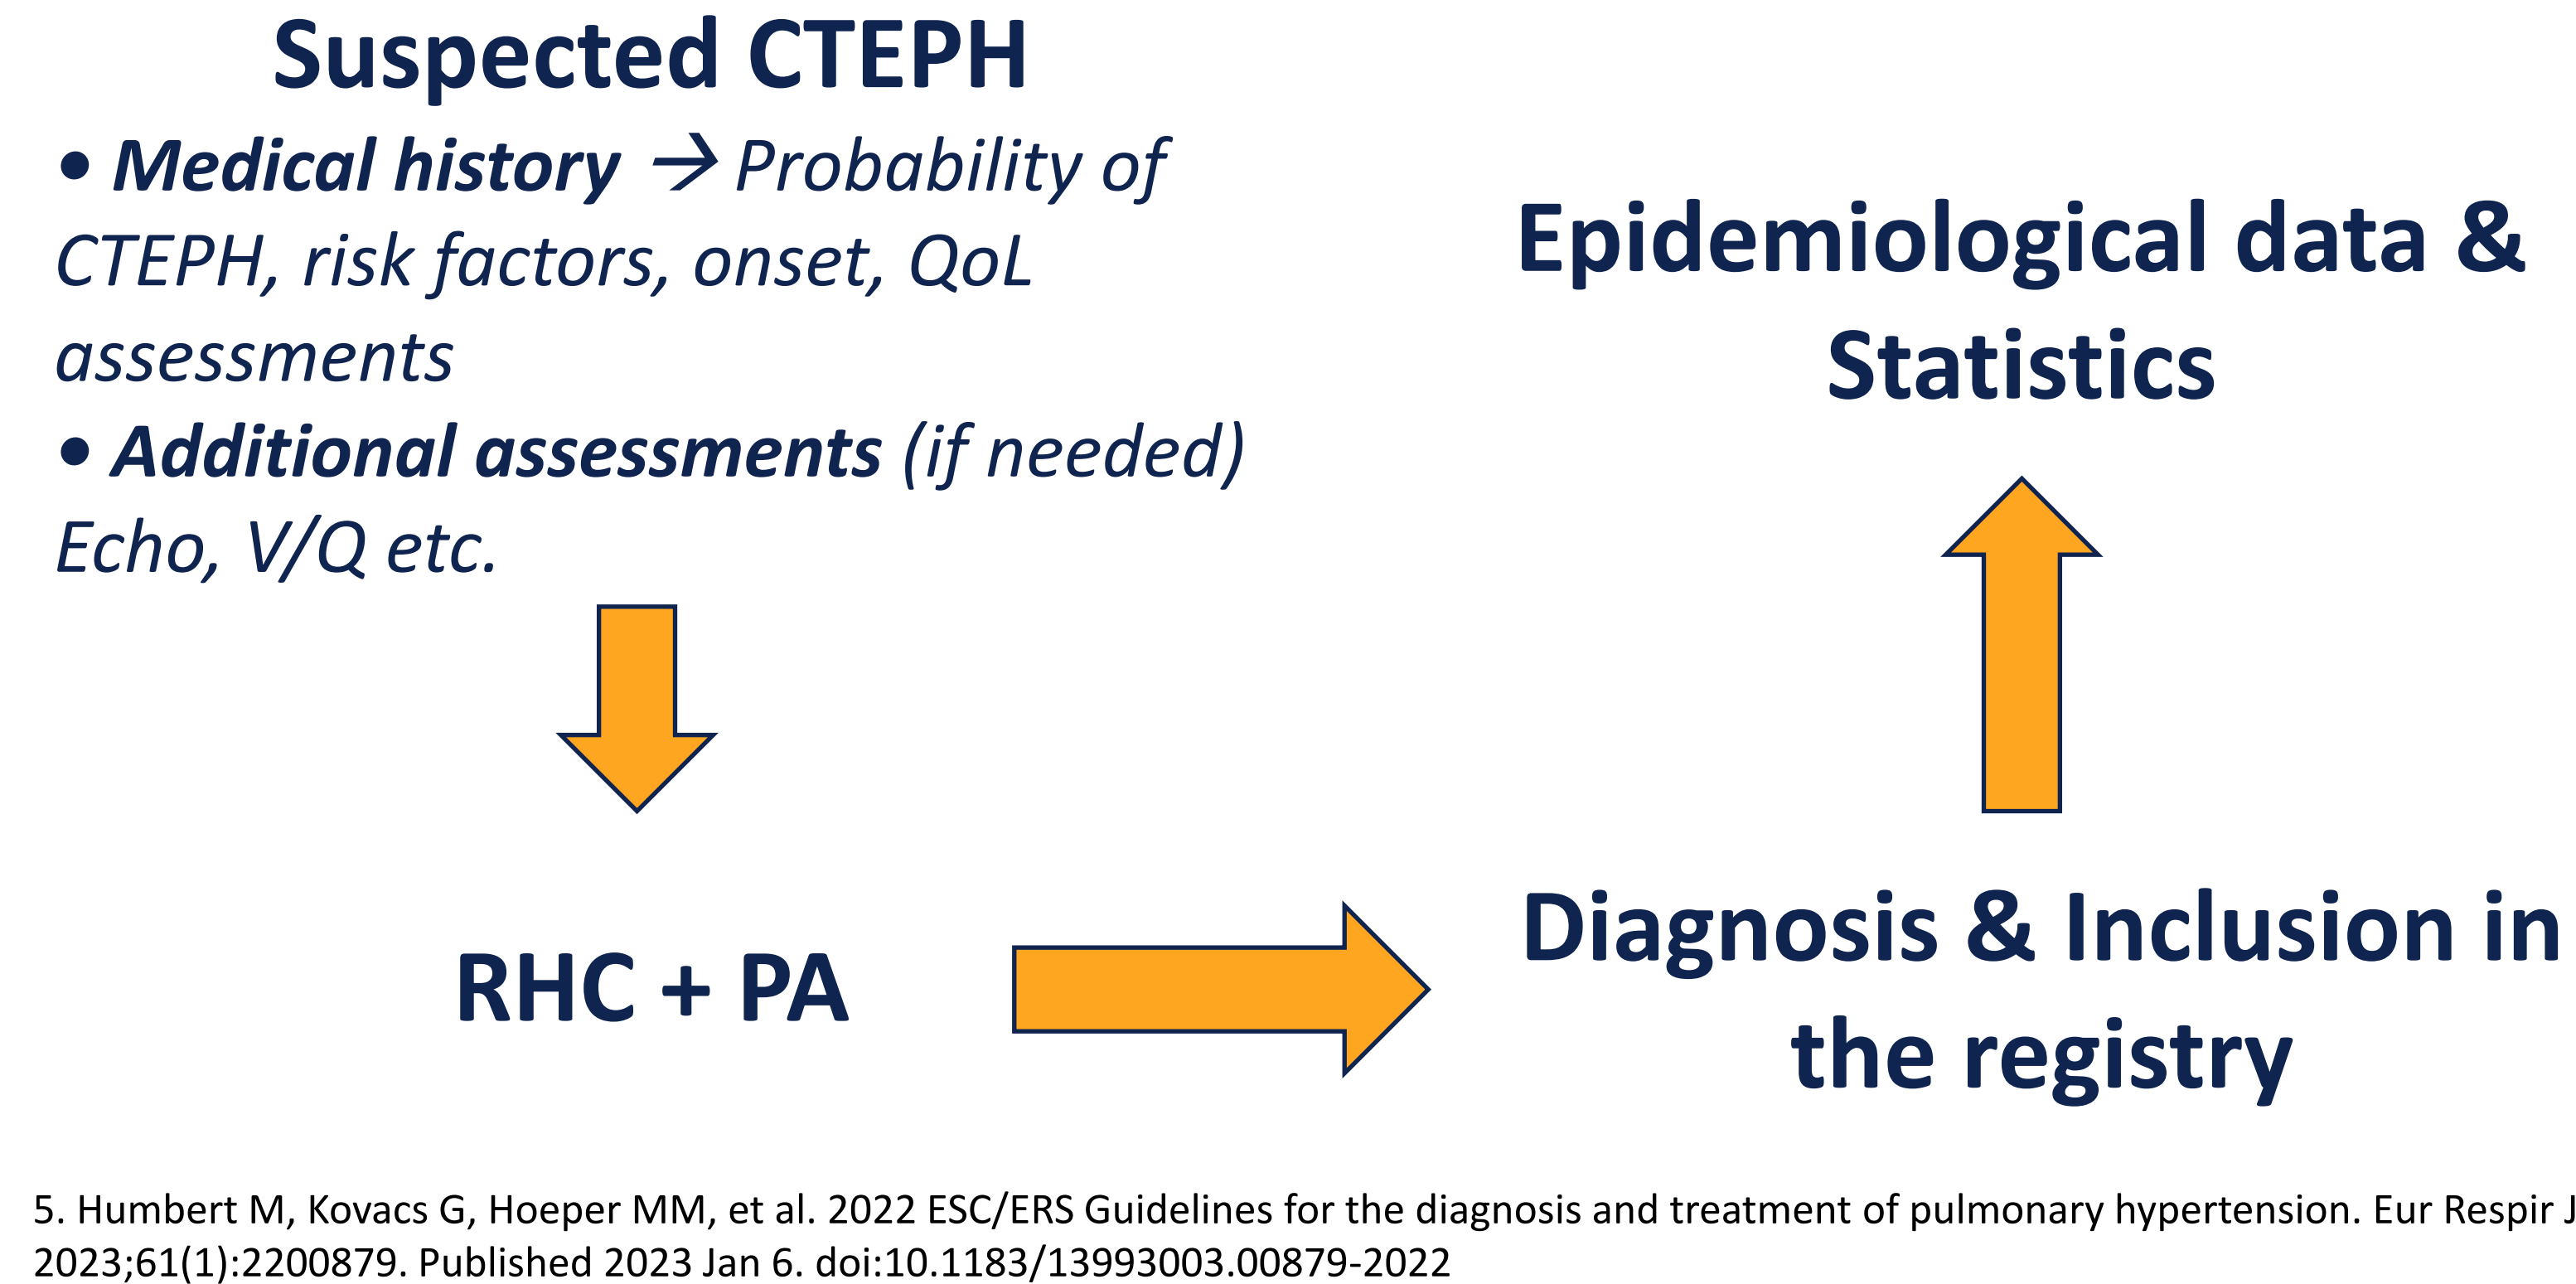 Suspected CTEPH
• Medical history → Probability of
CTEPH, risk factors, onset, QoL
assessments
• Additional assessments (if needed)
Echo, V/Q etc.
RHC + PA
Diagnosis & Inclusion in
the registry
Epidemiological data &
Statistics
5. Humbert M, Kovacs G, Hoeper MM, et al. 2022 ESC/ERS Guidelines for the diagnosis and treatment of pulmonary hypertension. Eur Respir J.
2023;61(1):2200879. Published 2023 Jan 6. doi:10.1183/13993003.00879-2022